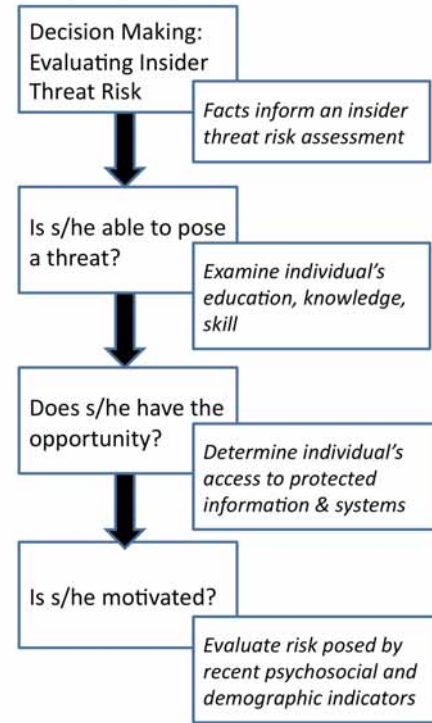 Decision Making:
Evaluating Insider
Threat Risk
Facts inform an insider
threat risk assessment
Is s/he able to pose
a threat?
Examine individual's
education, knowledge,
skill
Does s/he have the
opportunity?
Determine individual's
access to protected
information & systems
Is s/he motivated?
Evaluate risk posed by
recent psychosocial and
demographic indicators